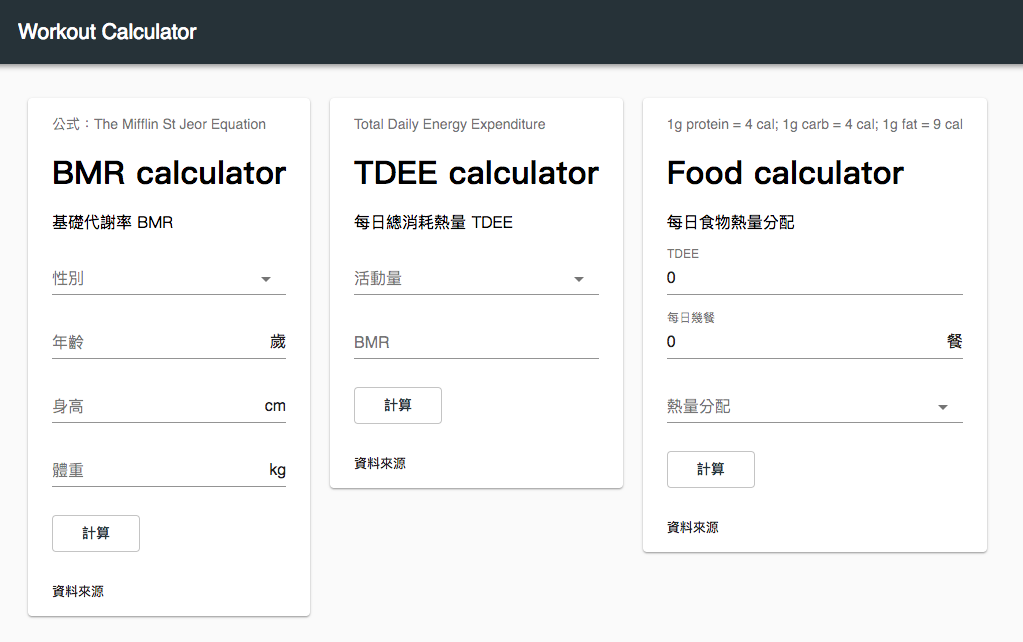 Workout Calculator
公式：The Mifflin St Jeor Equation
BMR calculator
基礎代謝率 BMR
性別
年齡 歲
身高 cm
體重 kg
計算
資料來源
Total Daily Energy Expenditure
TDEE calculator
每日總消耗熱量 TDEE
活動量
BMR
計算
資料來源
1g protein = 4 cal; 1g carb = 4 cal; 1g fat = 9 cal
Food calculator
每日食物熱量分配
TDEE
0
每日幾餐
0 餐
熱量分配
計算
資料來源